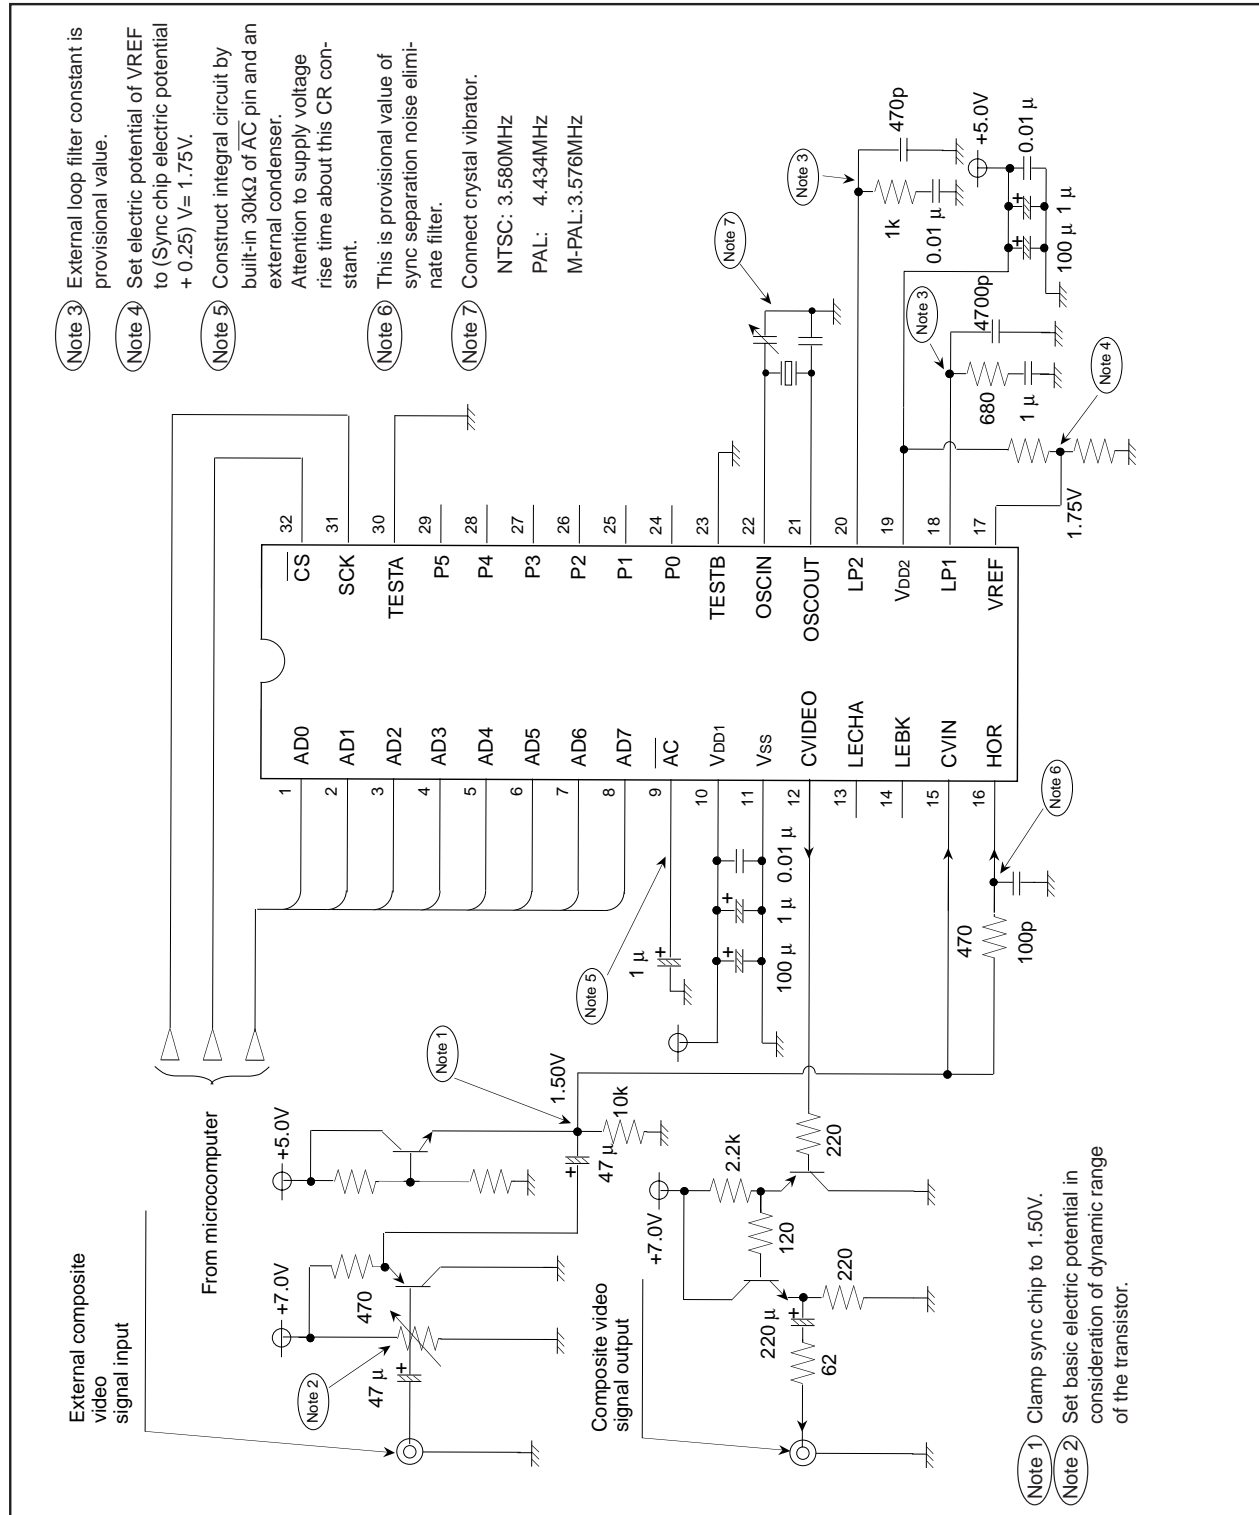 Note 3 External loop filter constant is
provisional value.
Note 4 Set electric potential of VREF
to (Sync chip electric potential
+ 0.25) V= 1.75V.
Note 5 Construct integral circuit by
built-in 30kΩ of AC pin and an
external condenser.
Attention to supply voltage
rise time about this CR con-
stant.
Note 6 This is provisional value of
sync separation noise elimi-
nate filter.
Note 7 Connect crystal vibrator.
NTSC: 3.580MHz
PAL: 4.434MHz
M-PAL: 3.576MHz
External composite
video
signal input
From microcomputer
+7.0V
+5.0V
470
Note 2
47 μ
Note 1
1.50V
47 μ
10k
Composite video
signal output
+7.0V
2.2k
120
220
220 μ
62
220
Note 5
1 μ
100 μ
1 μ
0.01 μ
470
100p
Note 6
1 AD0
2 AD1
3 AD2
4 AD3
5 AD4
6 AD5
7 AD6
8 AD7
9 AC
10 VDD1
11 VSS
12 CVIDEO
13 LECHA
14 LEBK
15 CVIN
16 HOR
CS 32
SCK 31
TESTA 30
P5 29
P4 28
P3 27
P2 26
P1 25
P0 24
TESTB 23
OSCIN 22
OSCOUT 21
LP2 20
VDD2 19
LP1 18
VREF 17
Note 7
Note 3
470p
1k
0.01 μ
+5.0V
0.01 μ
100 μ
1 μ
Note 3
4700p
680
1 μ
Note 4
1.75V
Note 1 Clamp sync chip to 1.50V.
Note 2 Set basic electric potential in
consideration of dynamic range
of the transistor.